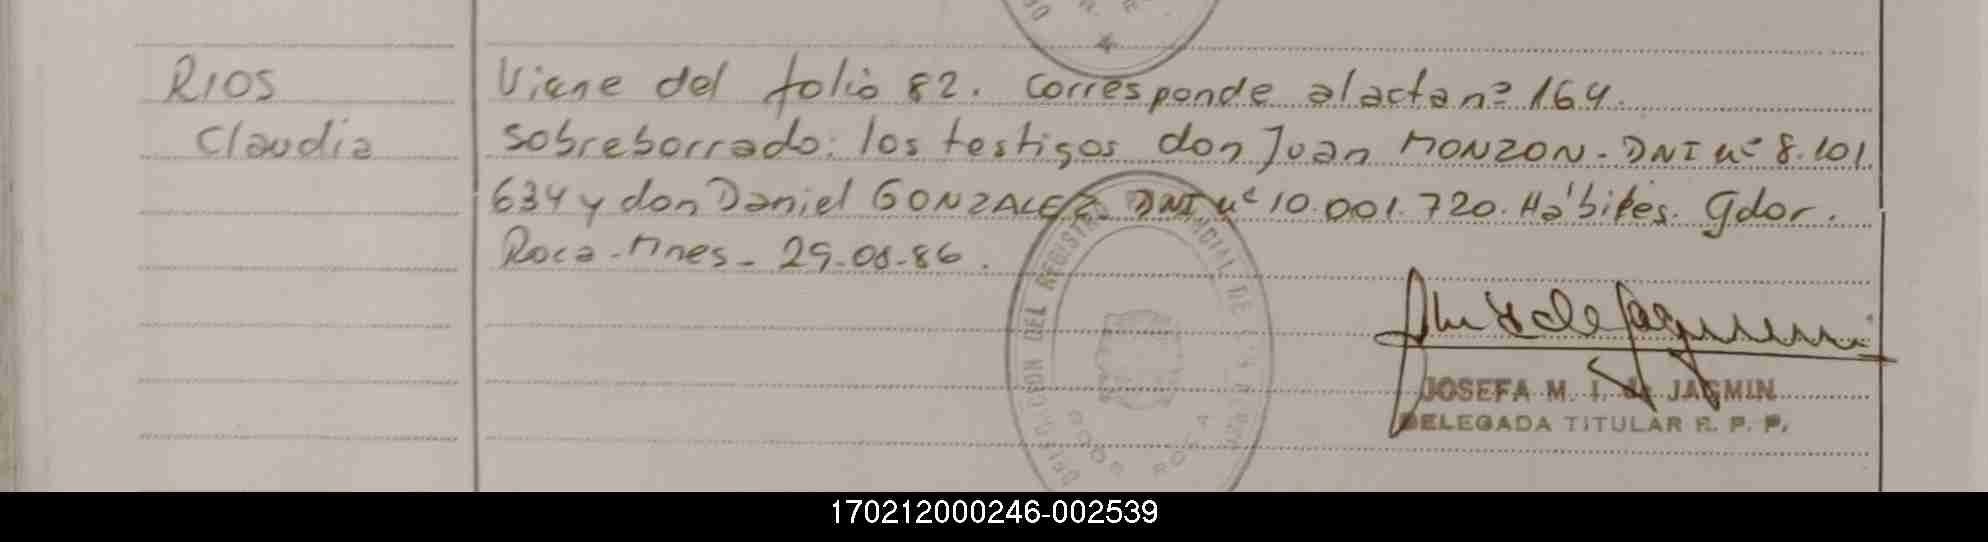 RIOS
Claudia
Viene del folio 82. Corresponde al acta nº 164.
sobreborrado: los testigos don Juan MONZON - DNI nº 8.101.
634 y don Daniel GONZALEZ - DNI nº 10.001.720. Hábiles. Gdor.
Roca - Mnes - 29-08-86.
JOSEFA M. I. de JAGMIN
DELEGADA TITULAR R. P. P.
170212000246-002539